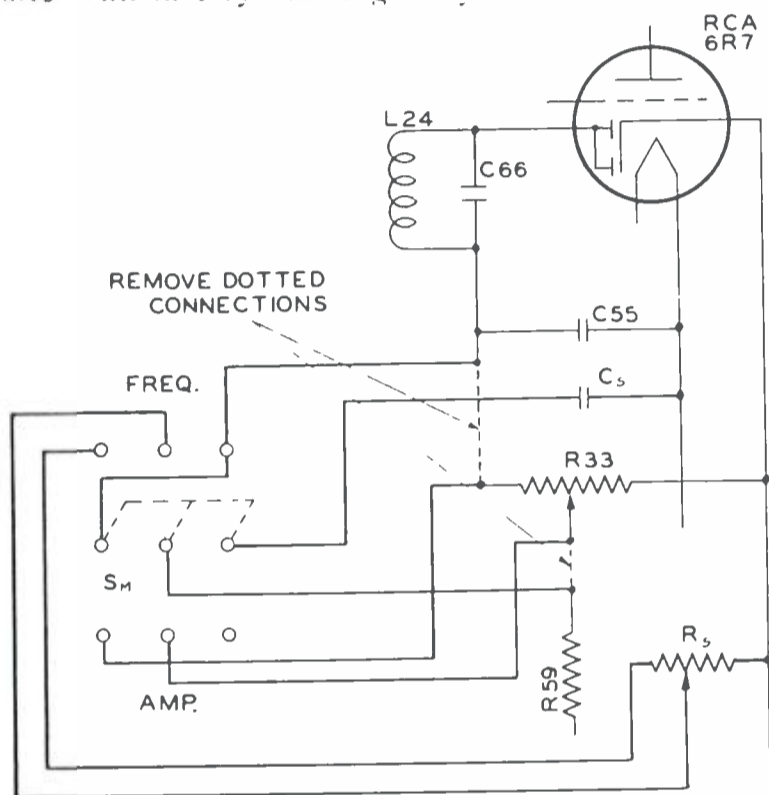 RCA
6R7
L24
C66
REMOVE DOTTED
CONNECTIONS
C55
FREQ.
Cs
R33
SM
Rs
R59
AMP.